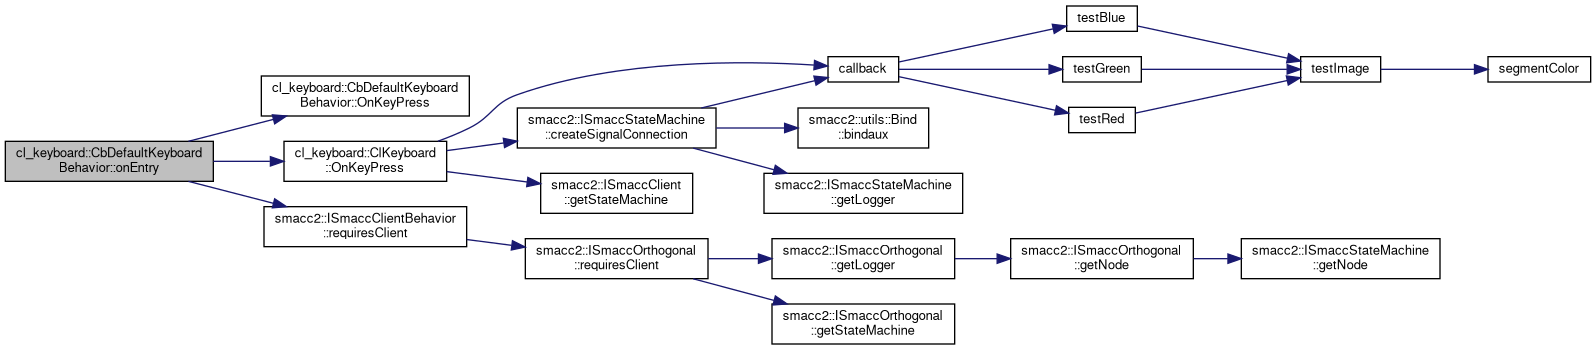 cl_keyboard::CbDefaultKeyboard
Behavior::onEntry
cl_keyboard::CbDefaultKeyboard
Behavior::OnKeyPress
cl_keyboard::ClKeyboard
::OnKeyPress
smacc2::ISmaccClientBehavior
::requiresClient
smacc2::ISmaccStateMachine
::createSignalConnection
smacc2::ISmaccClient
::getStateMachine
smacc2::ISmaccOrthogonal
::requiresClient
callback
smacc2::utils::Bind
::bindaux
smacc2::ISmaccStateMachine
::getLogger
smacc2::ISmaccOrthogonal
::getLogger
smacc2::ISmaccOrthogonal
::getStateMachine
testBlue
testGreen
testRed
smacc2::ISmaccOrthogonal
::getNode
testImage
smacc2::ISmaccStateMachine
::getNode
segmentColor